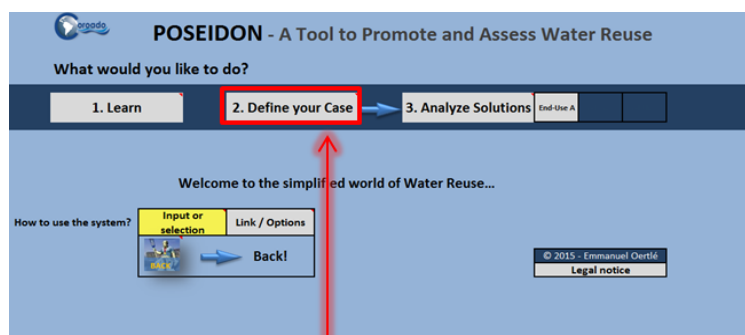 Corgado
POSEIDON - A Tool to Promote and Assess Water Reuse
What would you like to do?
1. Learn
2. Define your Case
3. Analyze Solutions
End-Use A
Welcome to the simplified world of Water Reuse...
How to use the system?
Input or
selection
Link / Options
BACK
Back!
© 2015 - Emmanuel Oertlé
Legal notice